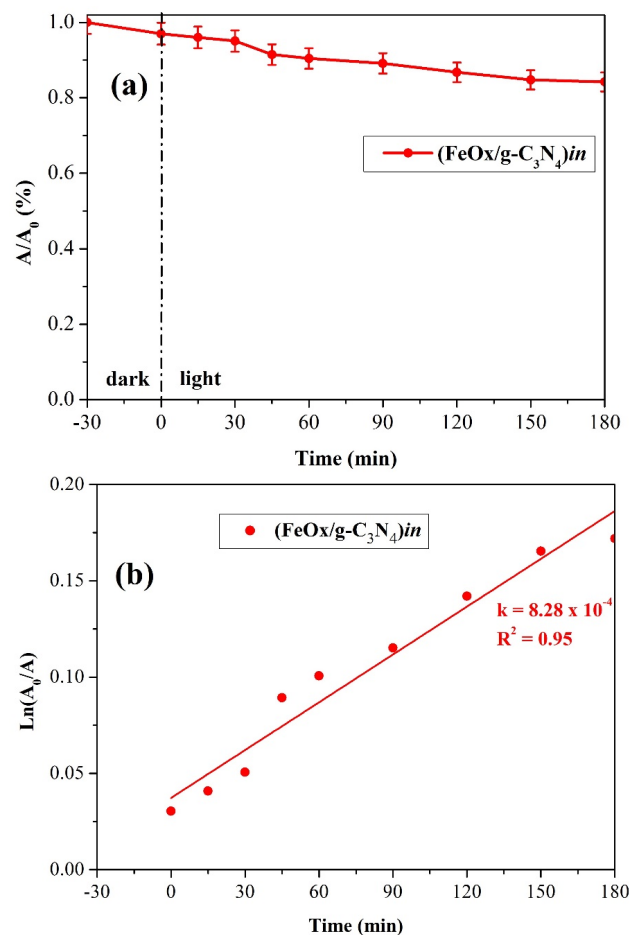 1.0
(a)
0.8
(FeOx/g-C₃N₄)in
0.6
A/A₀ (%)
0.4
0.2
dark light
0.0
-30 0 30 60 90 120 150 180
Time (min)
0.20
(FeOx/g-C₃N₄)in
(b)
0.15
k = 8.28 x 10⁻⁴
R² = 0.95
Ln(A₀/A)
0.10
0.05
0.00
-30 0 30 60 90 120 150 180
Time (min)